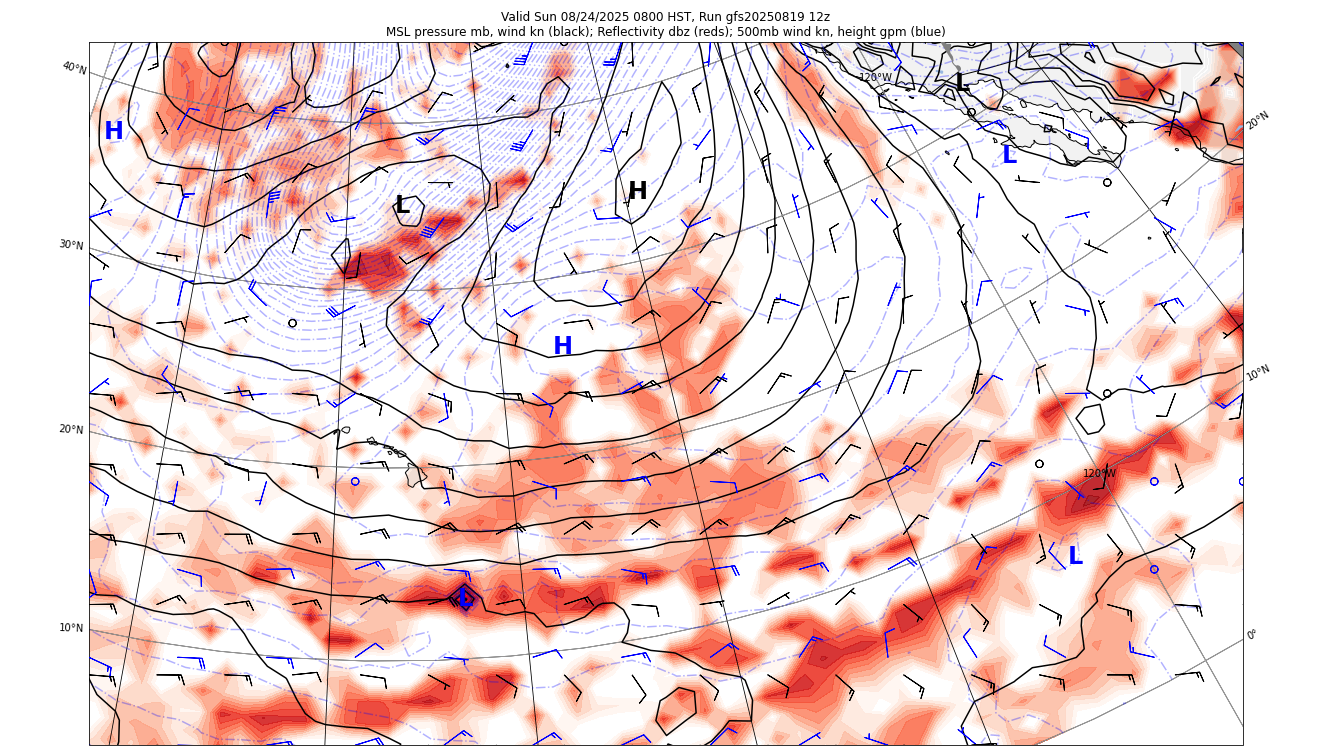 Valid Sun 08/24/2025 0800 HST, Run gfs20250819 12z
MSL pressure mb, wind kn (black); Reflectivity dbz (reds); 500mb wind kn, height gpm (blue)
40°N
120°W
L
20°N
H
L
L
H
30°N
H
10°N
20°N
120°W
L
L
10°N
0°